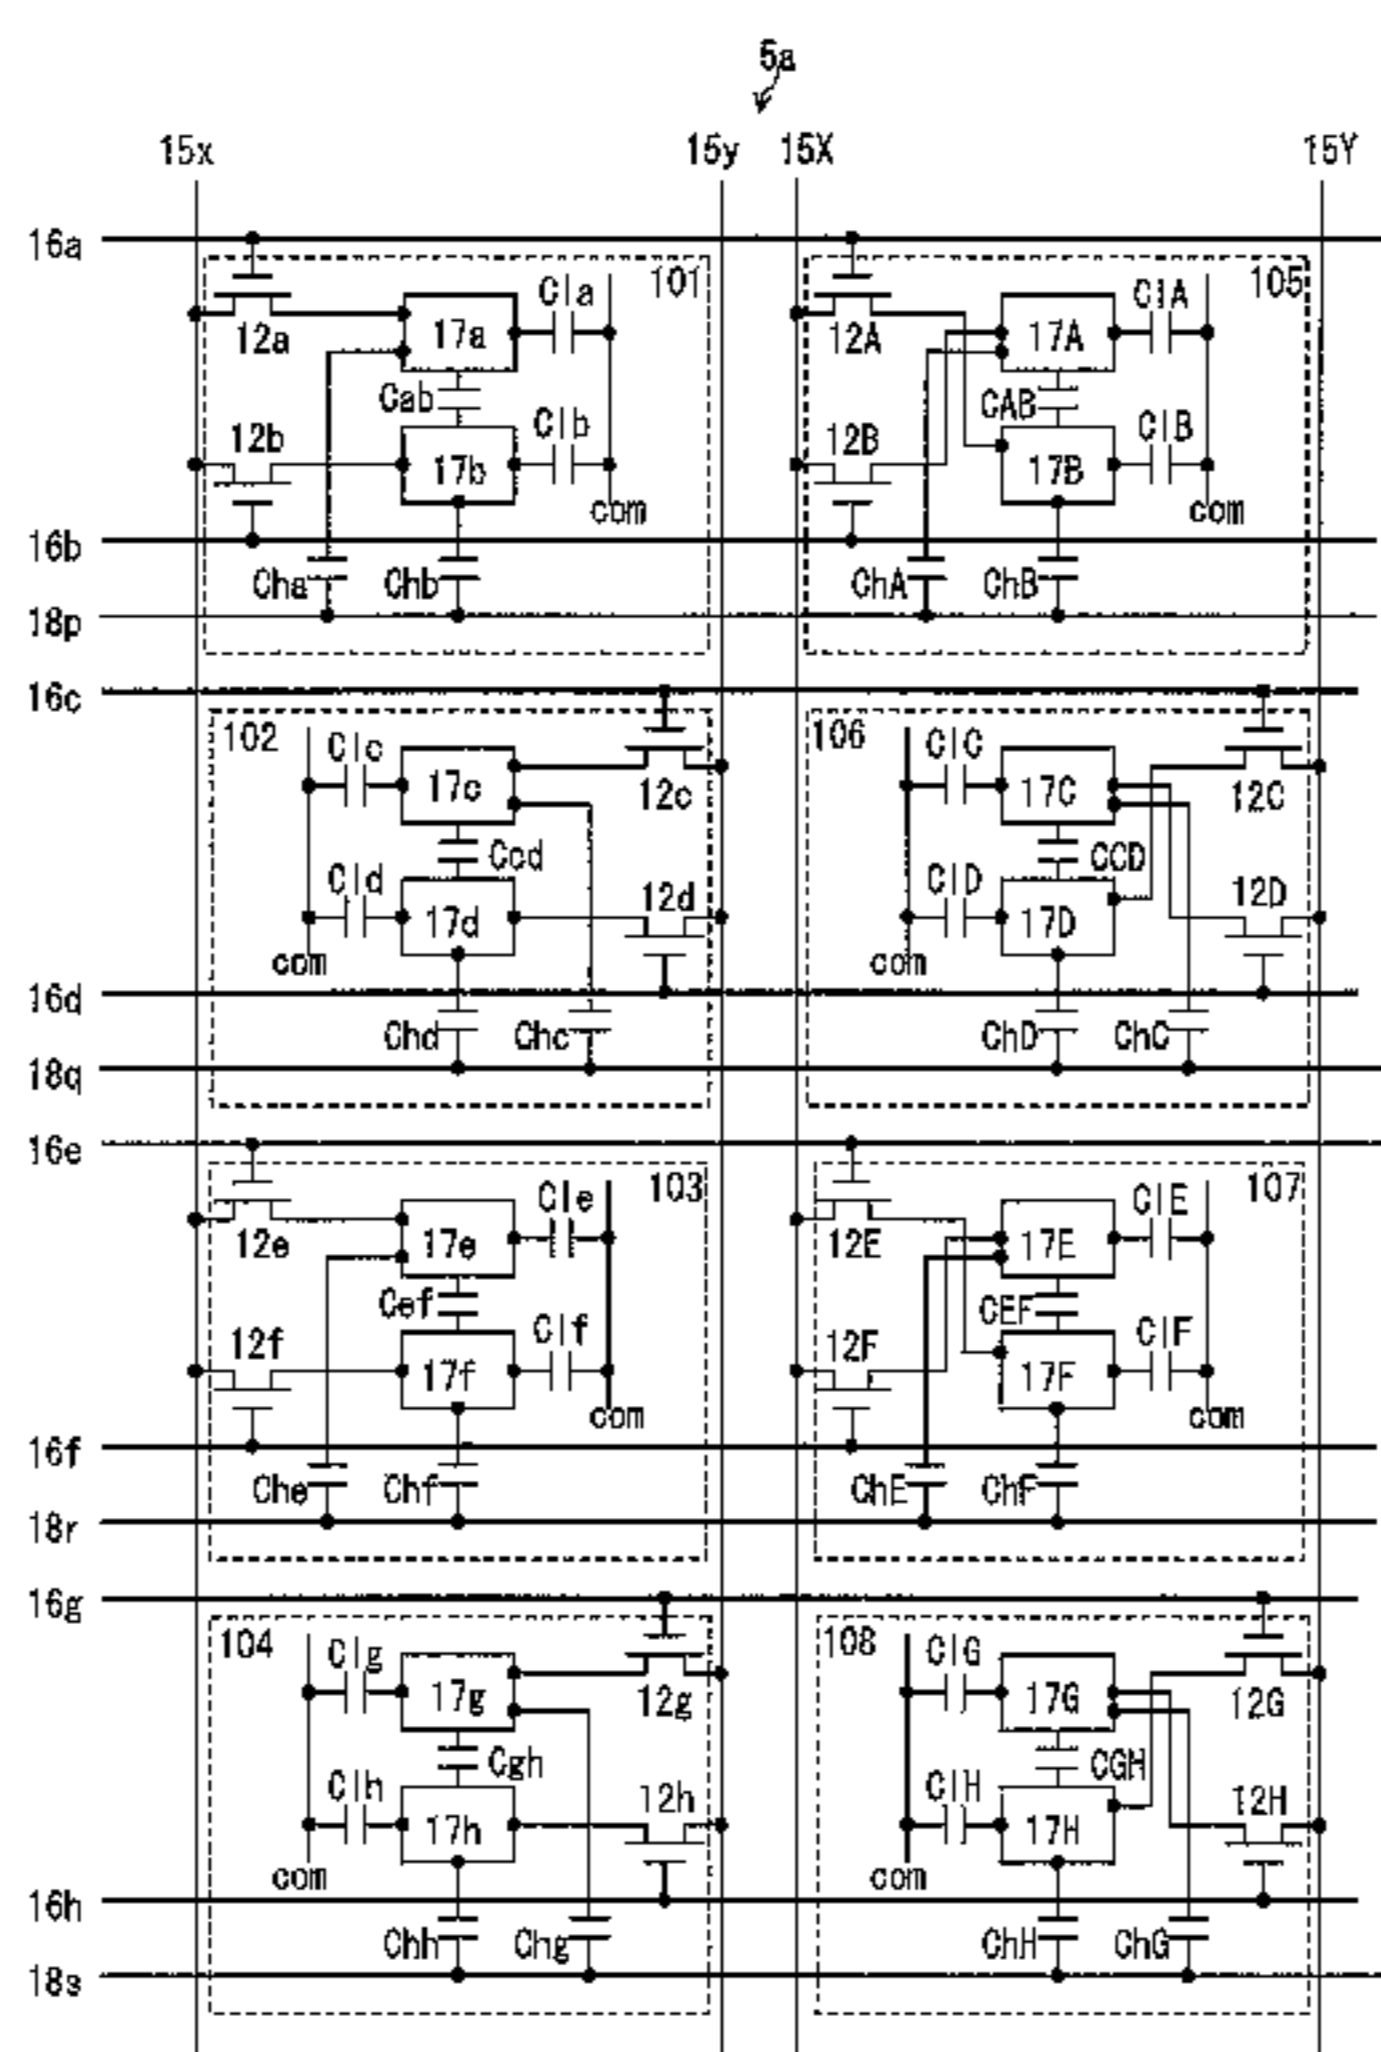 5a
15x 15y 15X 15Y
16a
101 Cla 105 ClA
12a 17a 12A 17A
Cab CAB
12b Clb 12B ClB
17b 17B
com com
16b
Cha Chb ChA ChB
18p
16c
102 Clc 106 ClC
17c 12c 17C 12C
Ccd CCD
Cld 12d ClD 12D
17d 17D
com com
16d
Chd Chc ChD ChC
18q
16e
103 Cle 107 ClE
12e 17e 12E 17E
Cef CEF
12f Clf 12F ClF
17f 17F
com com
16f
Che Chf ChE ChF
18r
16g
104 Clg 108 ClG
17g 12g 17G 12G
Cgh CGH
Clh 12h ClH 12H
17h 17H
com com
16h
Chh Chg ChH ChG
18s